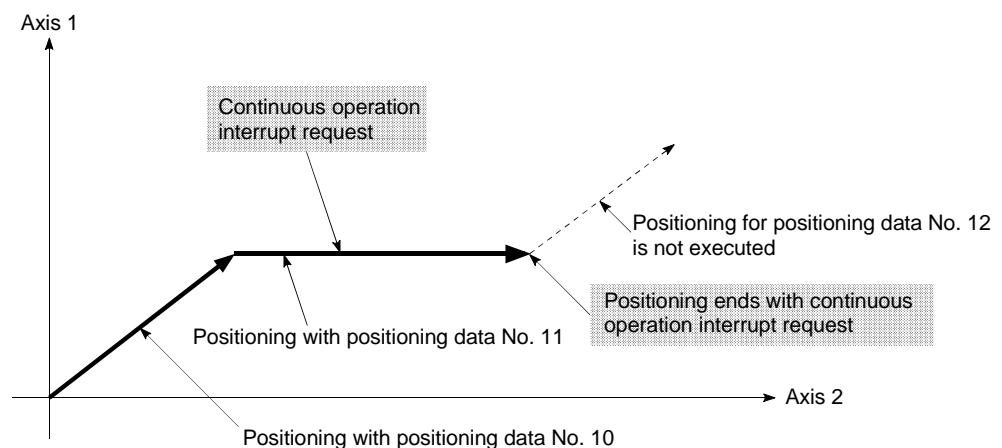 Axis 1
Continuous operation
interrupt request
Positioning for positioning data No. 12
is not executed
Positioning ends with continuous
operation interrupt request
Positioning with positioning data No. 11
Axis 2
Positioning with positioning data No. 10